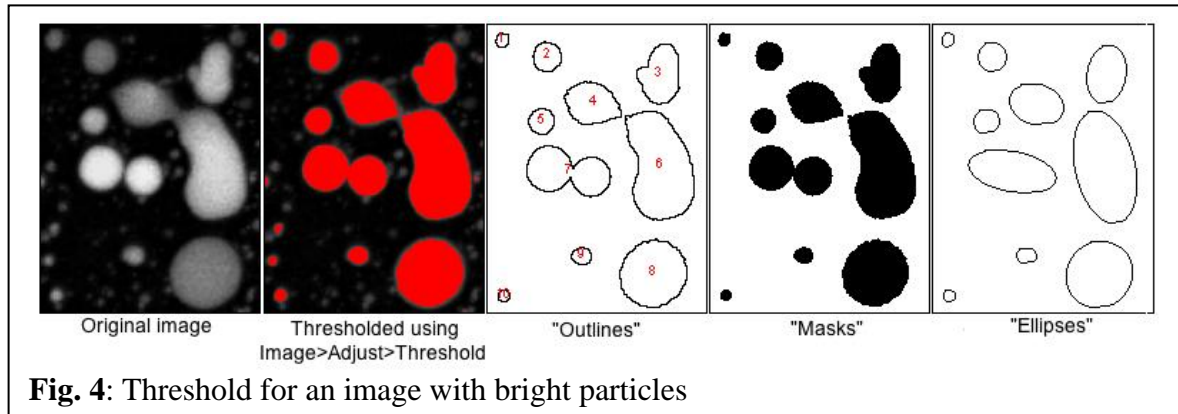 1
2
3
4
5
6
7
8
9
10
Original image
Thresholded using
Image>Adjust>Threshold
"Outlines"
"Masks"
"Ellipses"
Fig. 4: Threshold for an image with bright particles